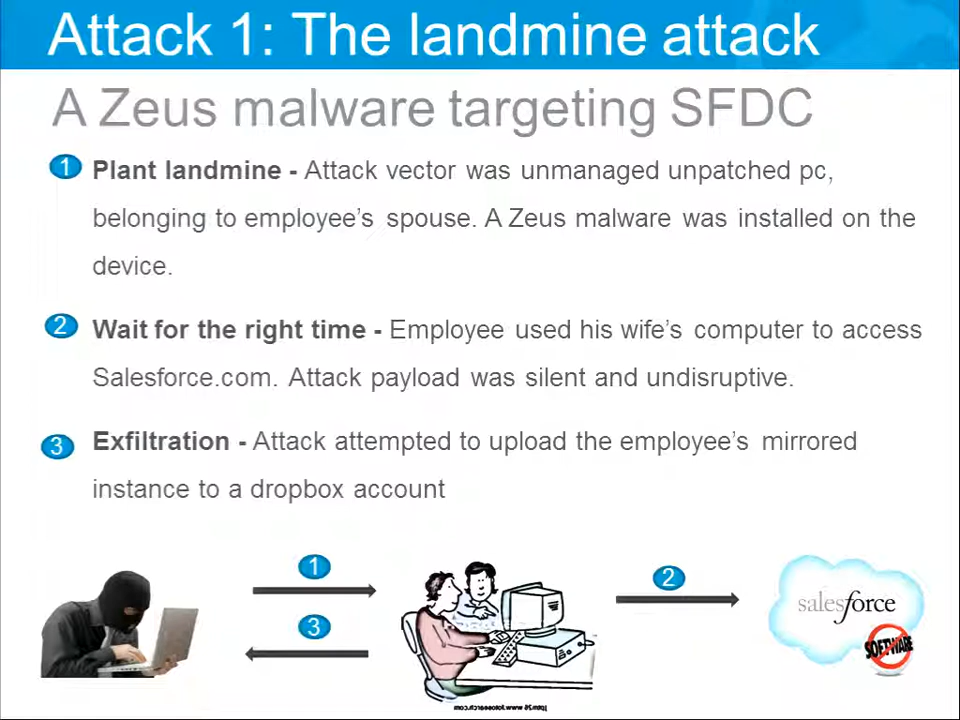 Attack 1: The landmine attack
A Zeus malware targeting SFDC
1 Plant landmine - Attack vector was unmanaged unpatched pc,
belonging to employee’s spouse. A Zeus malware was installed on the
device.
2 Wait for the right time - Employee used his wife’s computer to access
Salesforce.com. Attack payload was silent and undisruptive.
3 Exfiltration - Attack attempted to upload the employee’s mirrored
instance to a dropbox account
1
2
3
salesforce
SOFTWARE